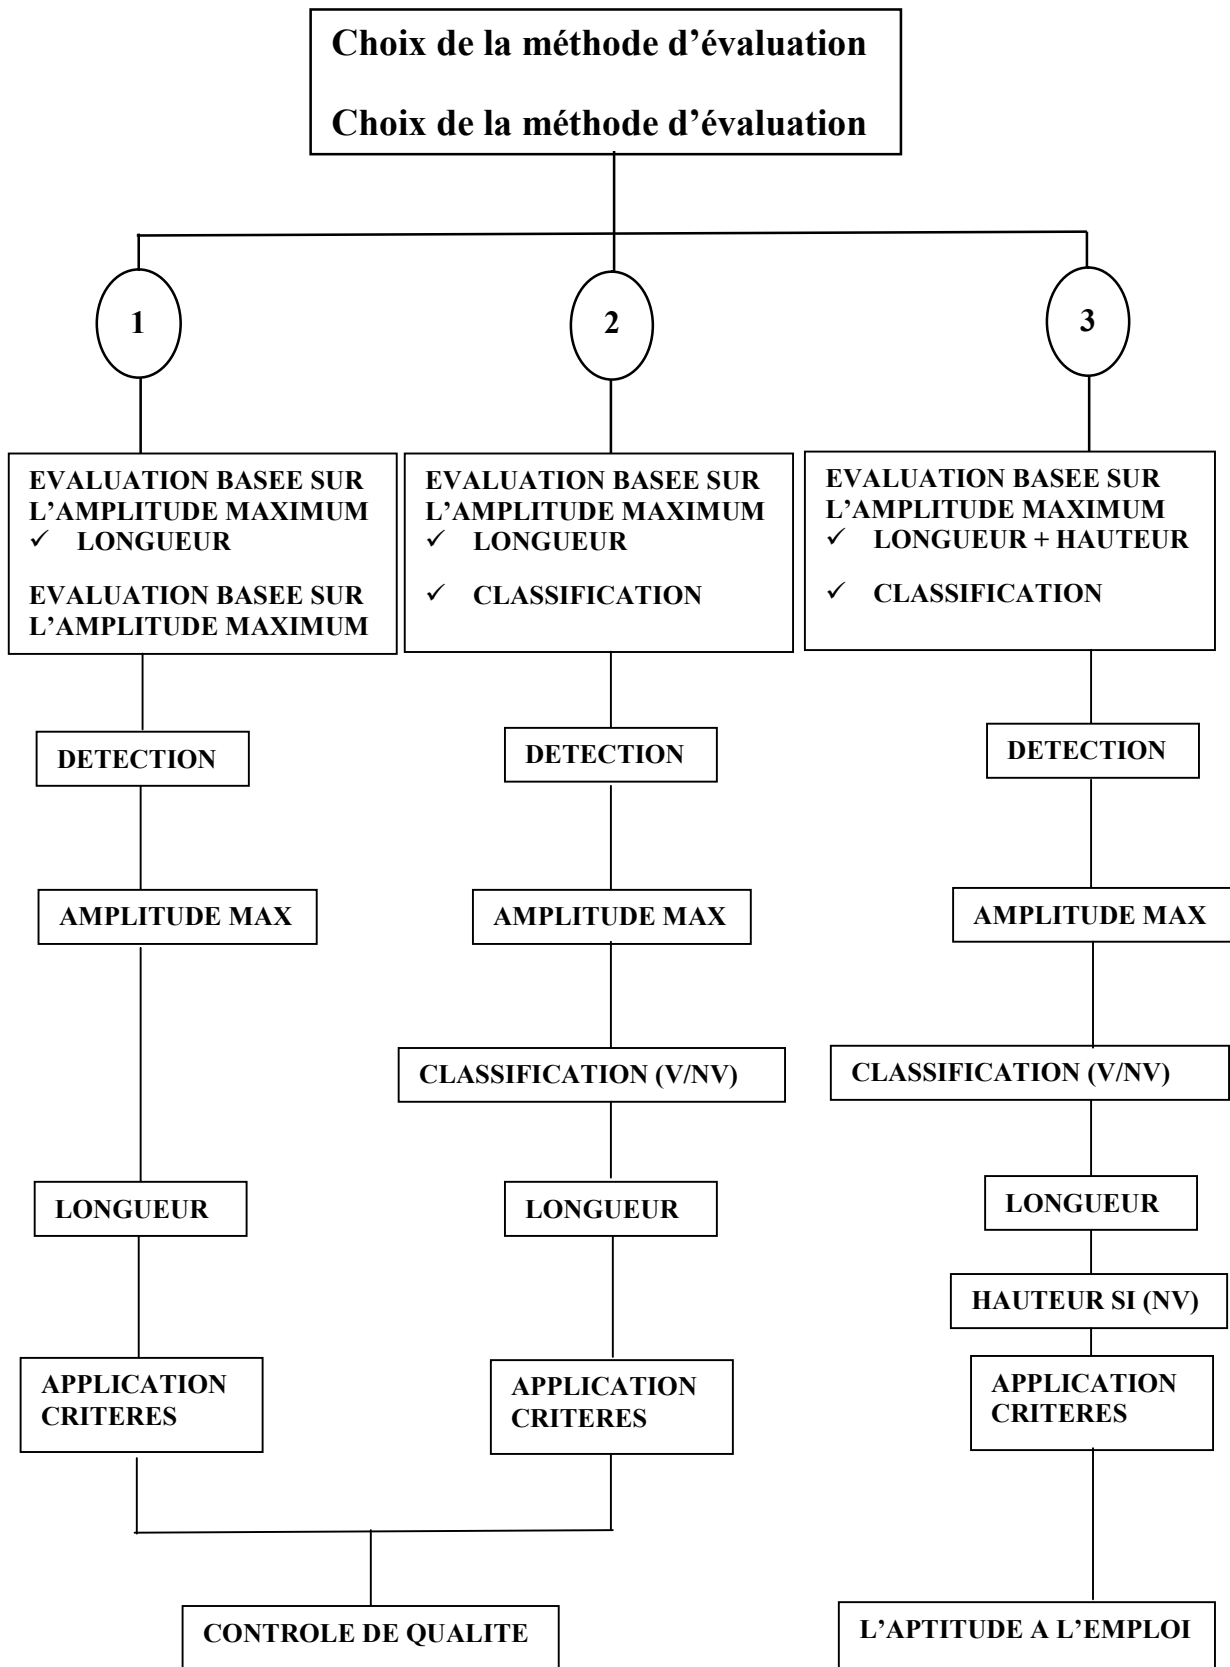 Choix de la méthode d’évaluation
Choix de la méthode d’évaluation
1
2
3
EVALUATION BASEE SUR
L’AMPLITUDE MAXIMUM
✓ LONGUEUR
EVALUATION BASEE SUR
L’AMPLITUDE MAXIMUM
EVALUATION BASEE SUR
L’AMPLITUDE MAXIMUM
✓ LONGUEUR
✓ CLASSIFICATION
EVALUATION BASEE SUR
L’AMPLITUDE MAXIMUM
✓ LONGUEUR + HAUTEUR
✓ CLASSIFICATION
DETECTION
DETECTION
DETECTION
AMPLITUDE MAX
AMPLITUDE MAX
AMPLITUDE MAX
CLASSIFICATION (V/NV)
CLASSIFICATION (V/NV)
LONGUEUR
LONGUEUR
LONGUEUR
HAUTEUR SI (NV)
APPLICATION
CRITERES
APPLICATION
CRITERES
APPLICATION
CRITERES
CONTROLE DE QUALITE
L’APTITUDE A L’EMPLOI